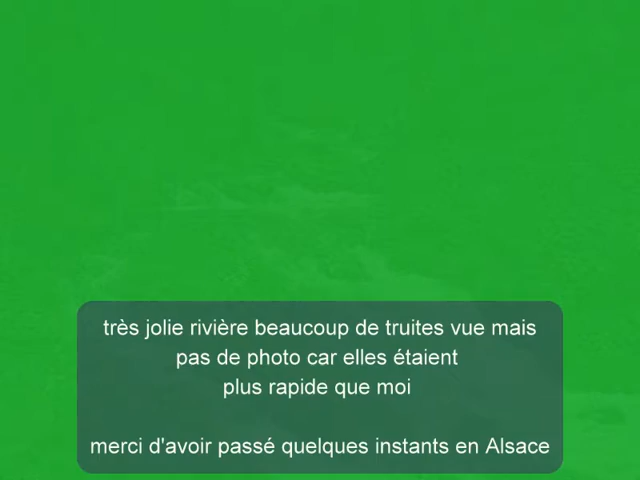 très jolie rivière beaucoup de truites vue mais
pas de photo car elles étaient
plus rapide que moi
merci d'avoir passé quelques instants en Alsace